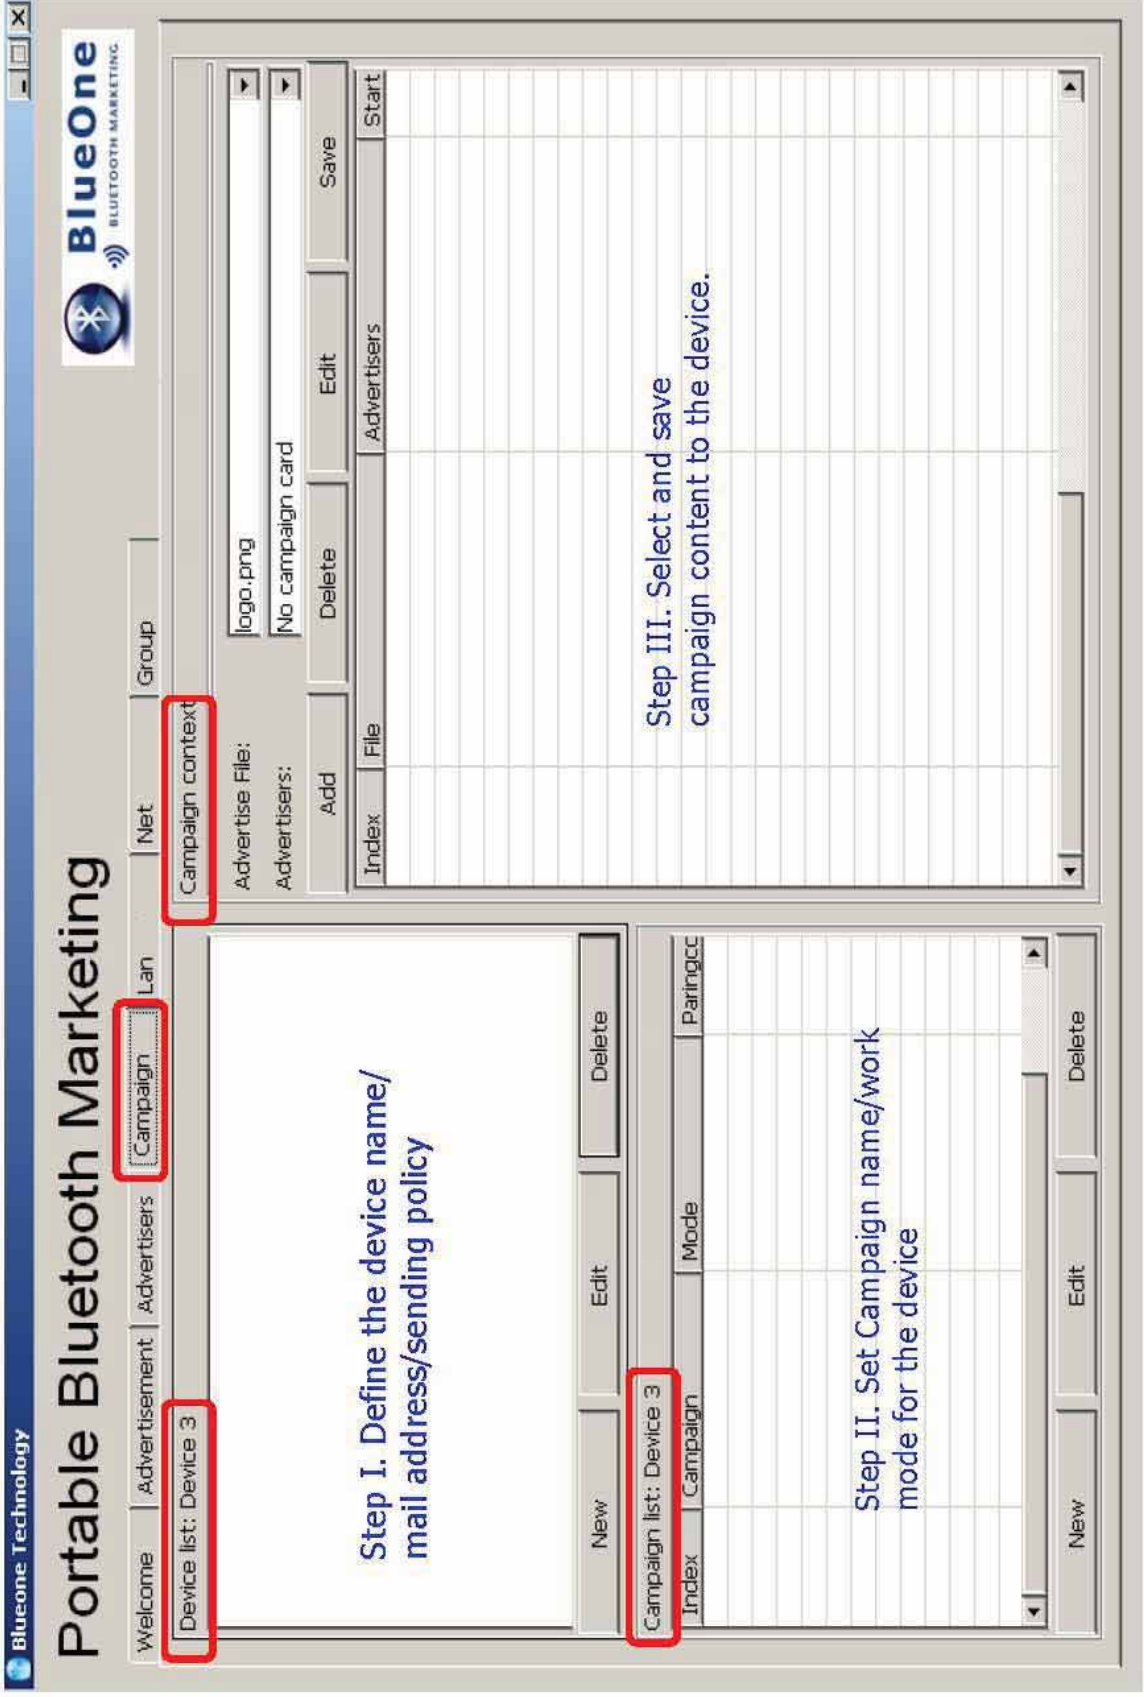 Blueone Technology
Portable Bluetooth Marketing
BlueOne
BLUETOOTH MARKETING
Welcome Advertisement Advertisers Campaign Lan Net Group
Device list: Device 3
Step I. Define the device name/
mail address/sending policy
New Edit Delete
Campaign list: Device 3
Index Campaign Mode Paringcc
Step II. Set Campaign name/work
mode for the device
New Edit Delete
Campaign context
Advertise File: logo.png
Advertisers: No campaign card
Add Delete Edit Save
Index File Advertisers Start
Step III. Select and save
campaign content to the device.